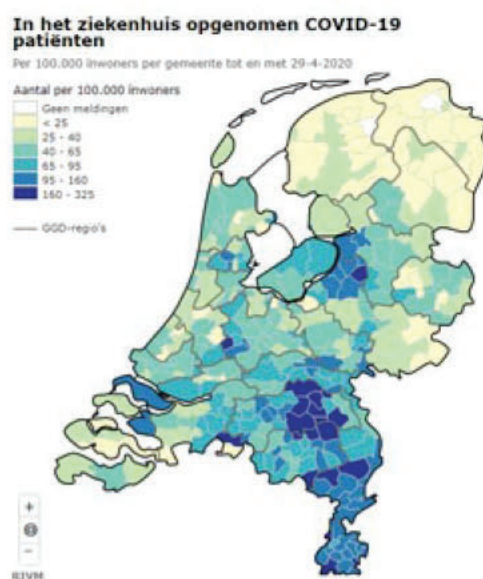 In het ziekenhuis opgenomen COVID-19
patiënten
Per 100.000 inwoners per gemeente tot en met 29-4-2020
Aantal per 100.000 inwoners
Geen meldingen
< 25
25 - 40
40 - 65
65 - 95
95 - 160
160 - 325
GGD-regio's
+
−
RIVM